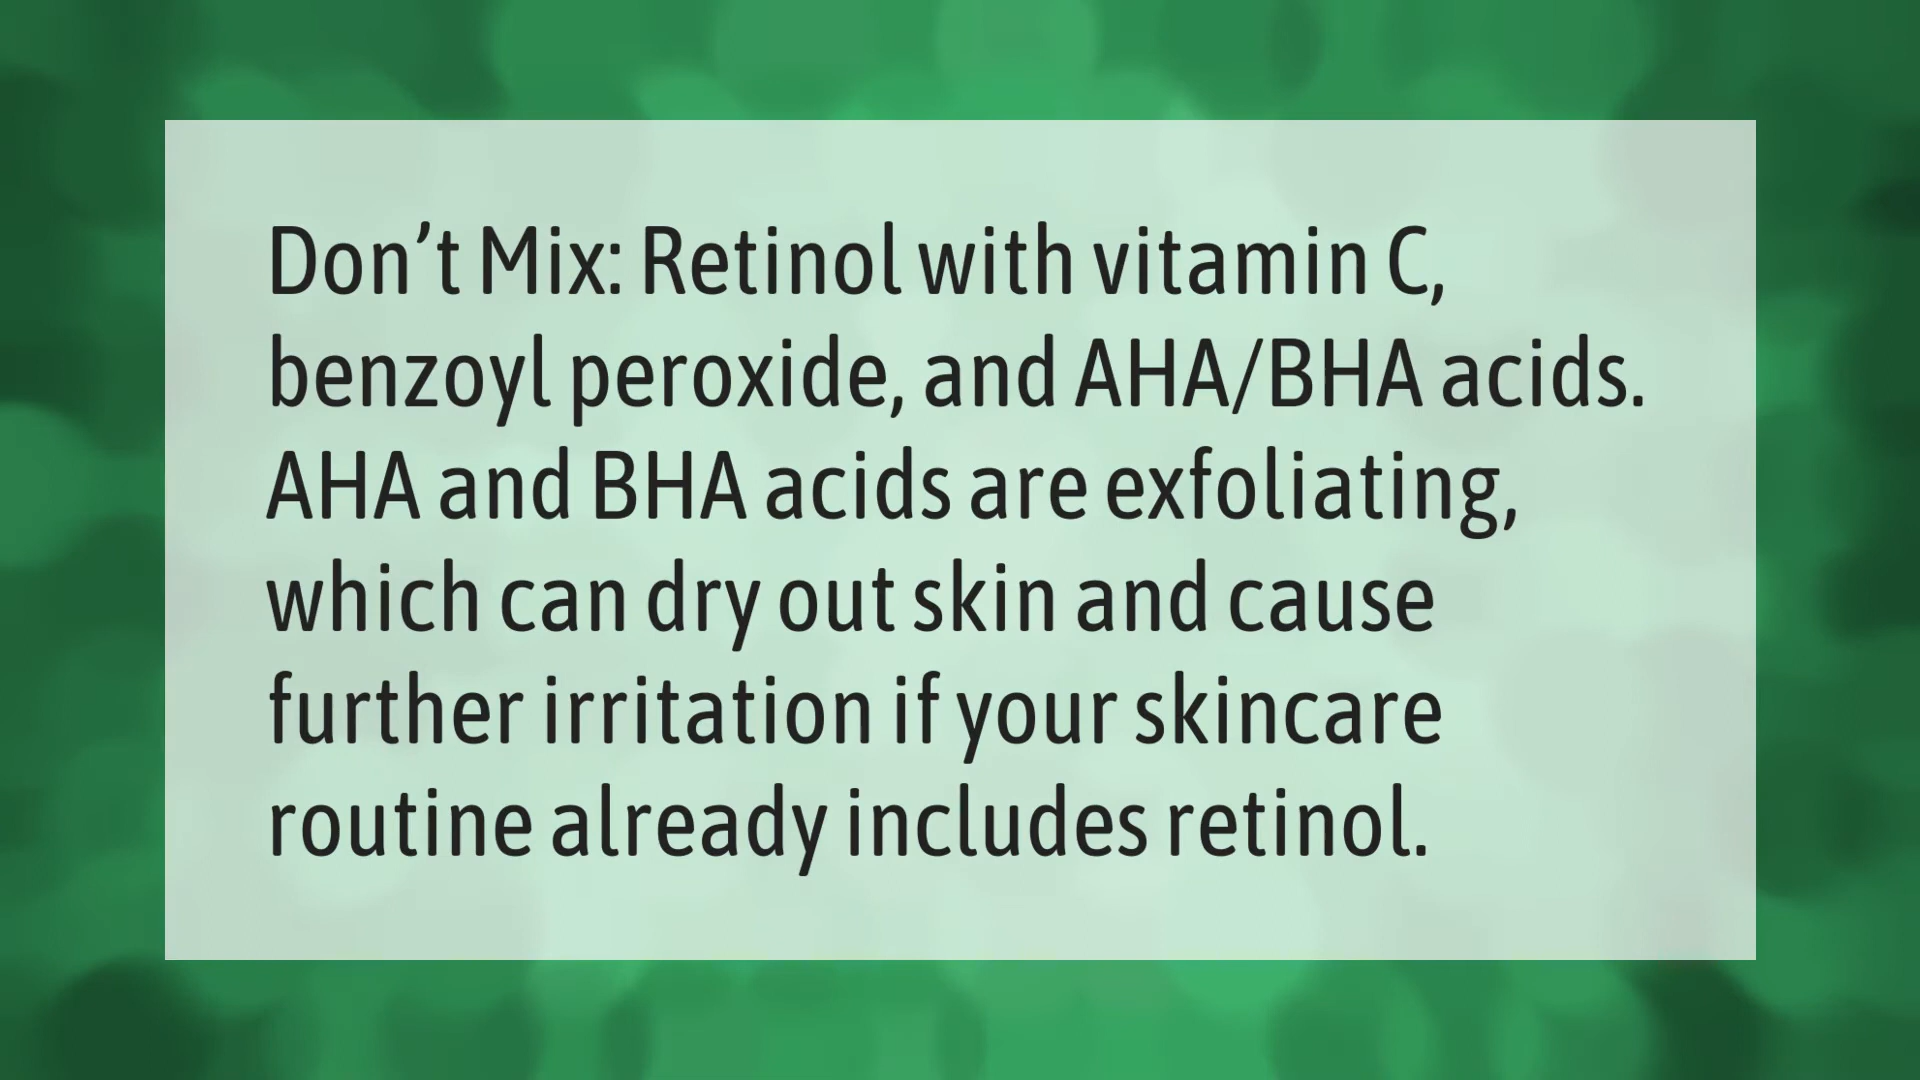 Don’t Mix: Retinol with vitamin C,
benzoyl peroxide, and AHA/BHA acids.
AHA and BHA acids are exfoliating,
which can dry out skin and cause
further irritation if your skincare
routine already includes retinol.